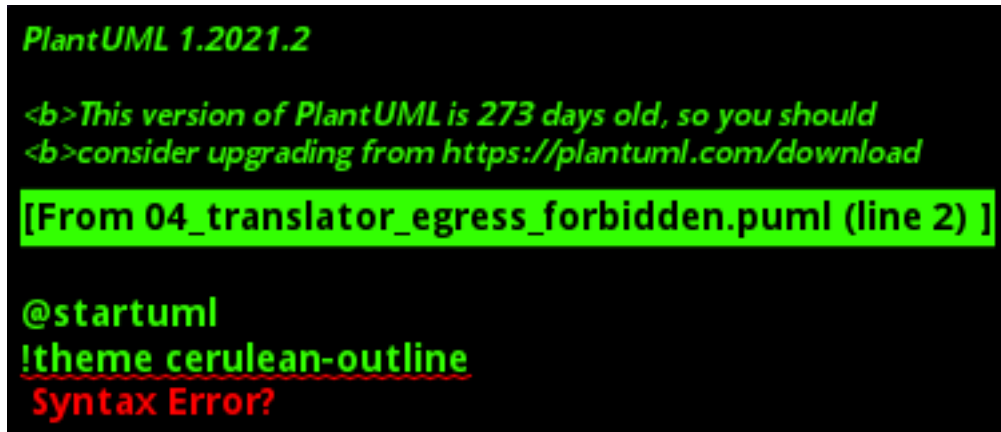 PlantUML 1.2021.2
<b>This version of PlantUML is 273 days old, so you should
<b>consider upgrading from https://plantuml.com/download
[From 04_translator_egress_forbidden.puml (line 2) ]
@startuml
!theme cerulean-outline
Syntax Error?